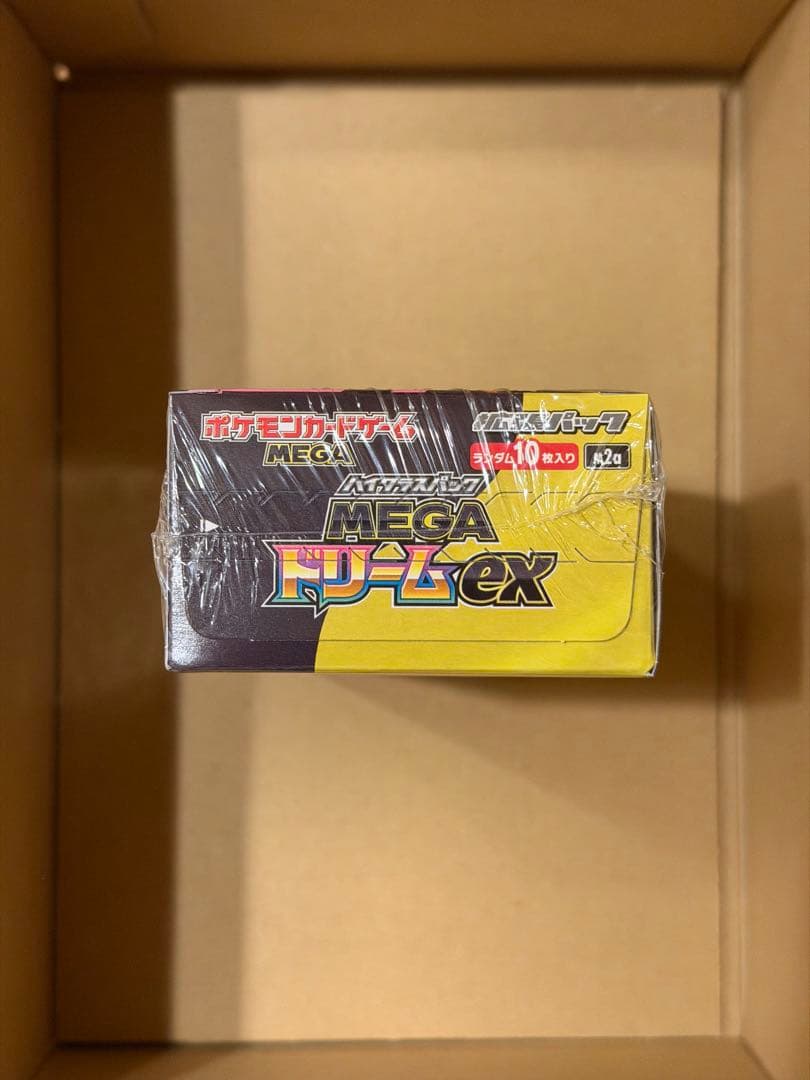 ポケモンカードゲーム
MEGA
パック
ランダム10枚入り
M2a
ハイクラスパック
MEGA
ドリームex